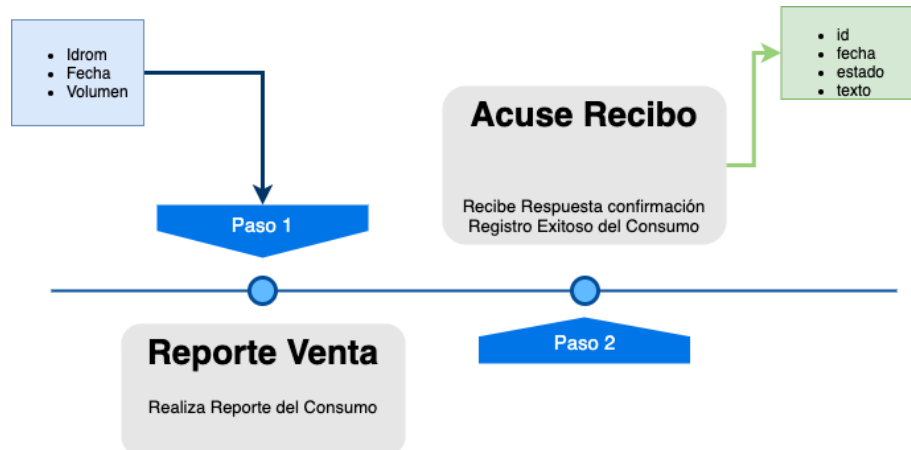 Idrom
Fecha
Volumen
id
fecha
estado
texto
Acuse Recibo
Recibe Respuesta confirmación
Registro Exitoso del Consumo
Paso 1
Paso 2
Reporte Venta
Realiza Reporte del Consumo